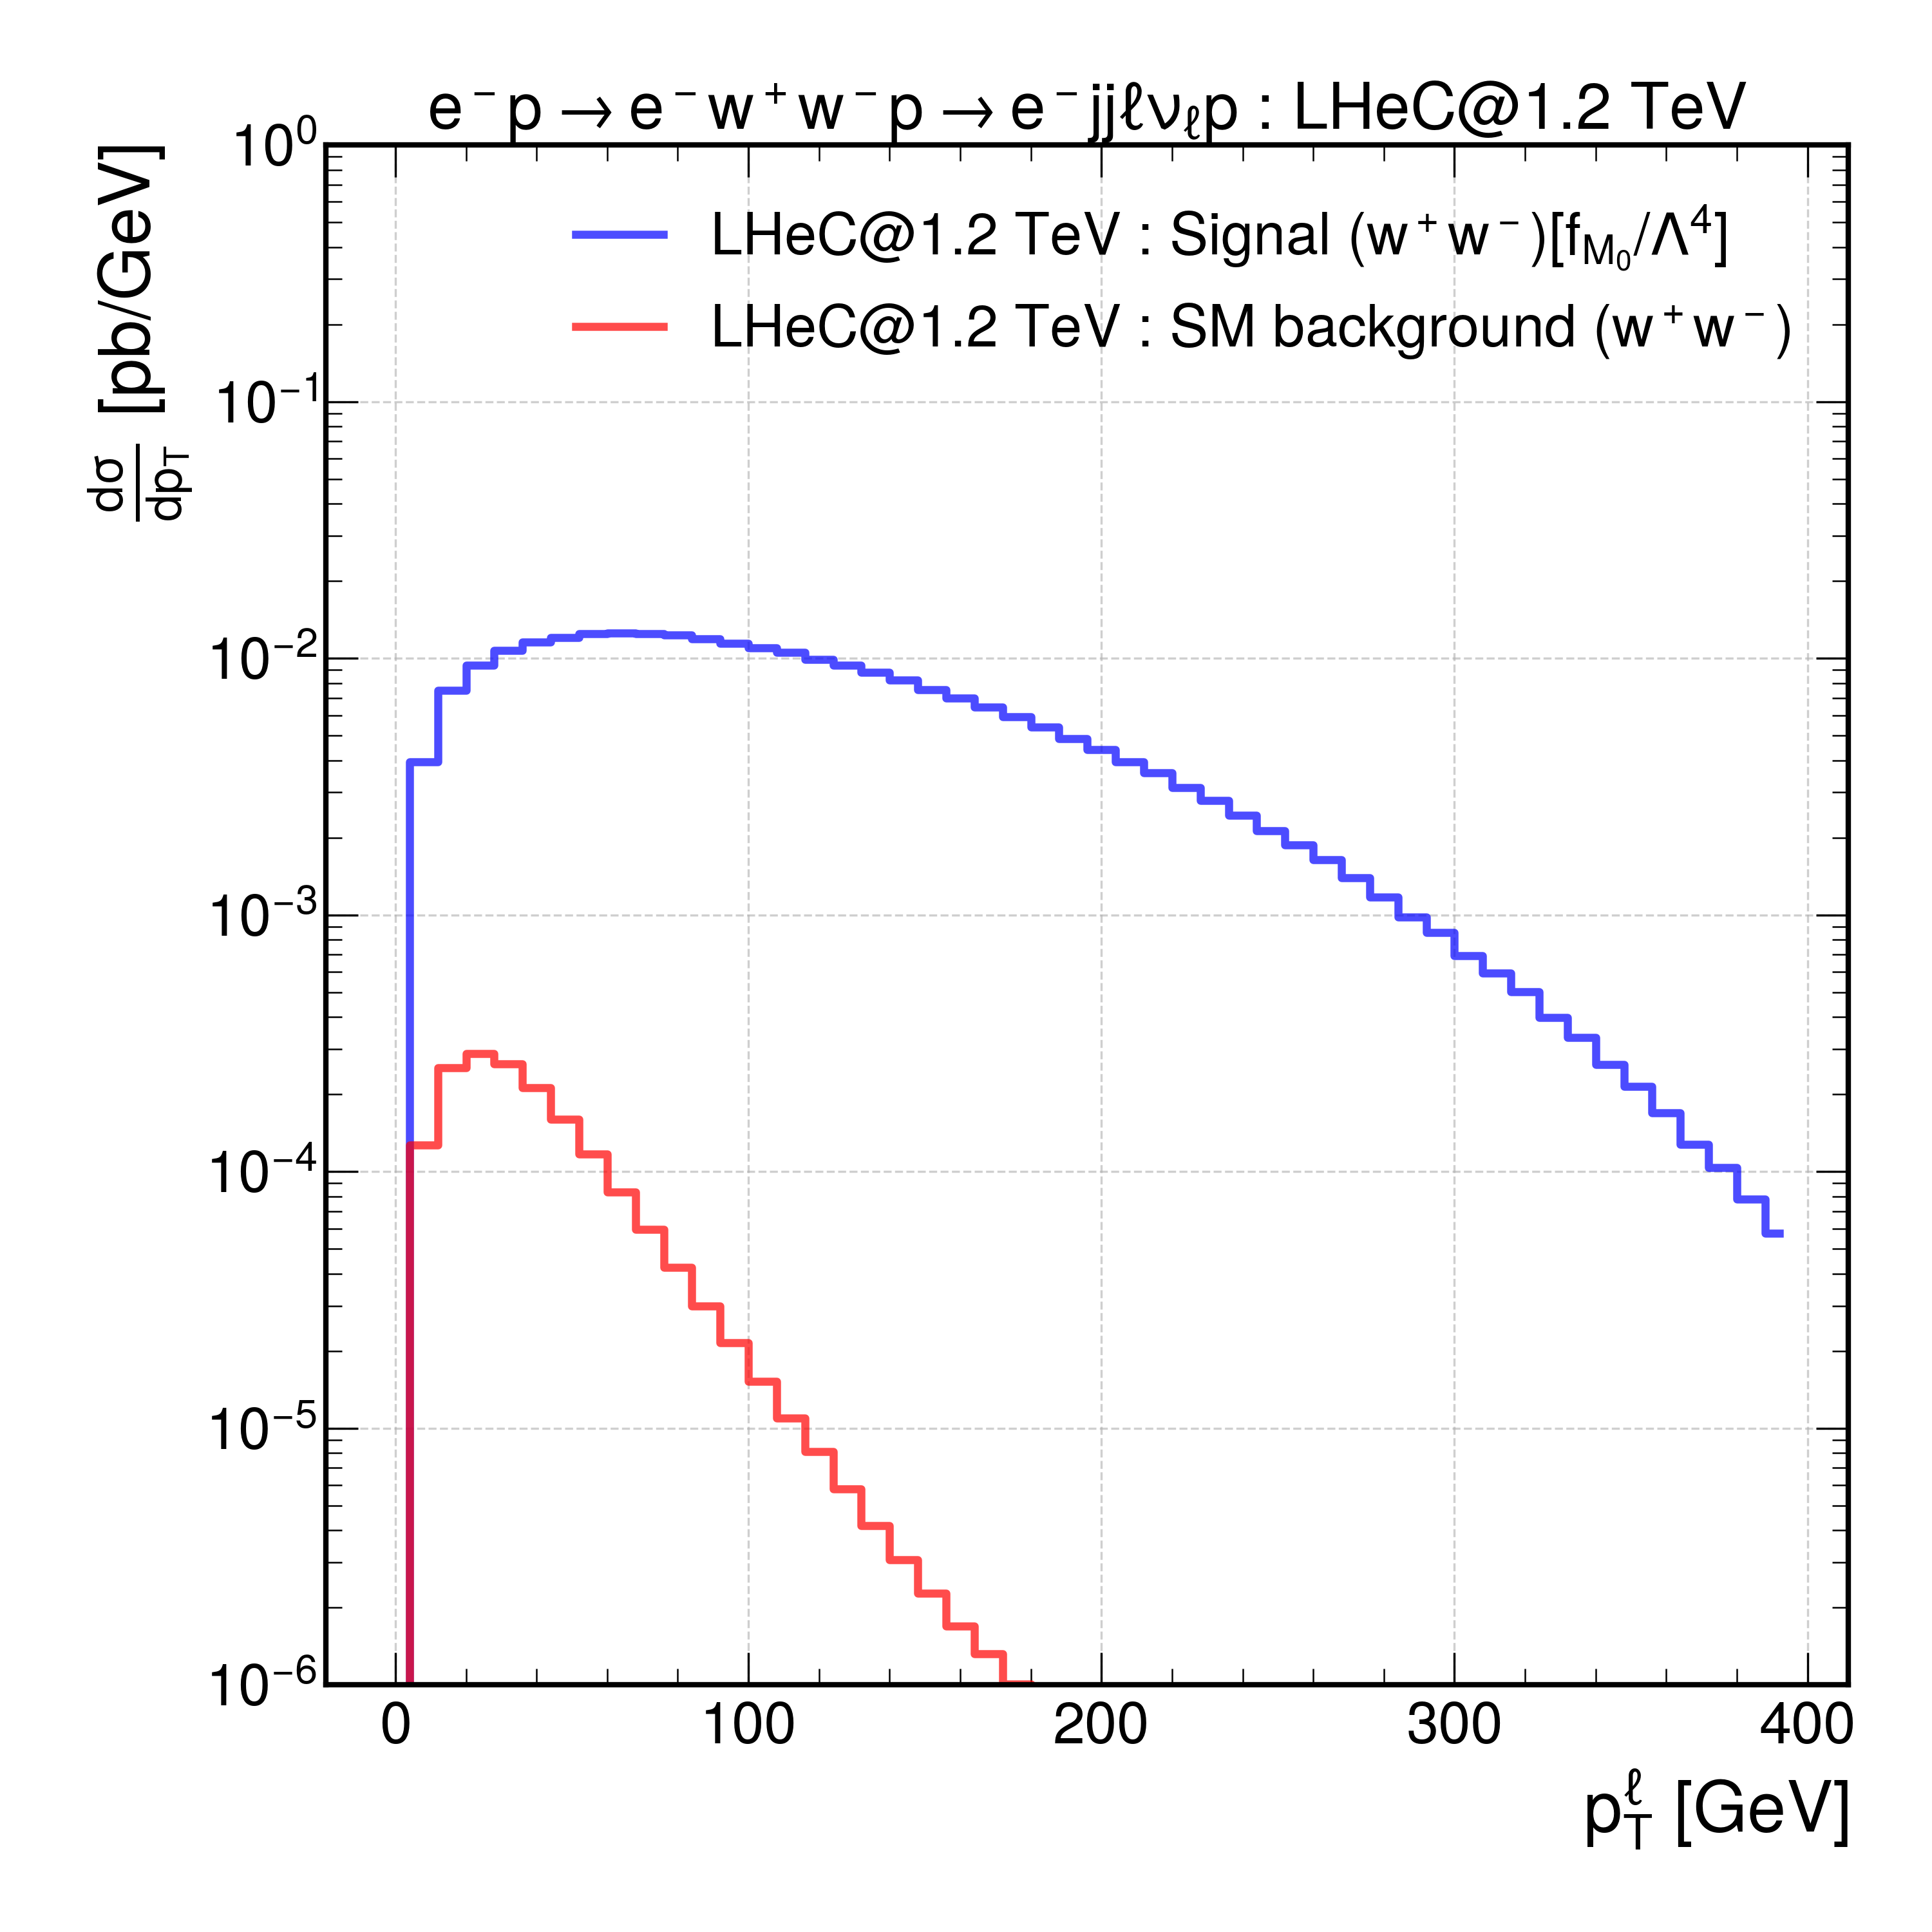 e⁻p → e⁻w⁺w⁻p → e⁻jjℓν_ℓp : LHeC@1.2 TeV
dσ/dp_T [pb/GeV]
LHeC@1.2 TeV : Signal (w⁺w⁻)[f_{M₀}/Λ⁴]
LHeC@1.2 TeV : SM background (w⁺w⁻)
10⁰
10⁻¹
10⁻²
10⁻³
10⁻⁴
10⁻⁵
10⁻⁶
0 100 200 300 400
p_T^ℓ [GeV]